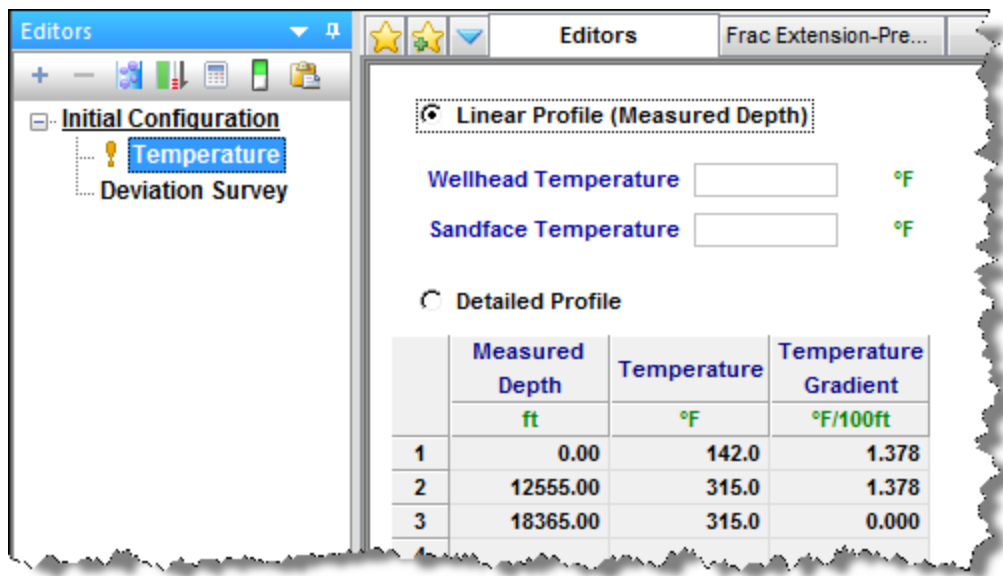 Editors
Editors
Frac Extension-Pre...
Initial Configuration
Temperature
Deviation Survey
Linear Profile (Measured Depth)
Wellhead Temperature °F
Sandface Temperature °F
Detailed Profile
Measured Depth Temperature Temperature Gradient
ft °F °F/100ft
1 0.00 142.0 1.378
2 12555.00 315.0 1.378
3 18365.00 315.0 0.000